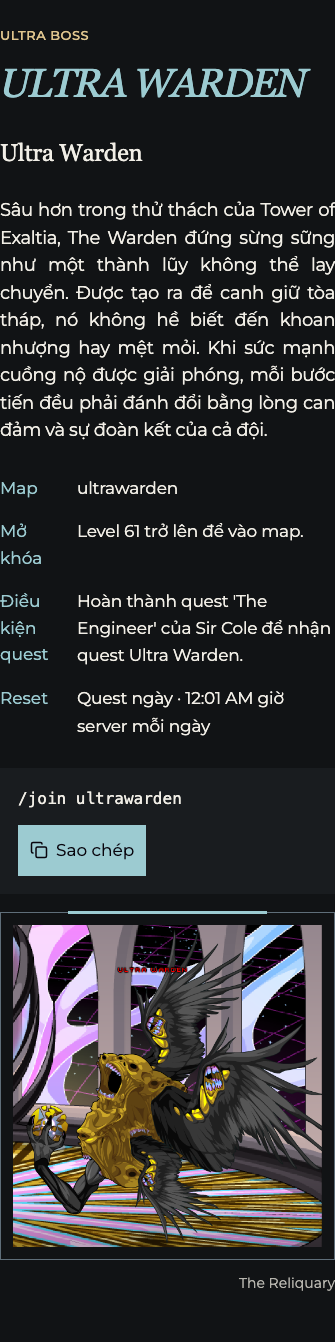 ULTRA BOSS
ULTRA WARDEN
Ultra Warden
Sâu hơn trong thử thách của Tower of
Exaltia, The Warden đứng sừng sững
như một thành lũy không thể lay
chuyển. Được tạo ra để canh giữ tòa
tháp, nó không hề biết đến khoan
nhượng hay mệt mỏi. Khi sức mạnh
cuồng nộ được giải phóng, mỗi bước
tiến đều phải đánh đổi bằng lòng can
đảm và sự đoàn kết của cả đội.
Map ultrawarden
Mở Level 61 trở lên để vào map.
khóa
Điều Hoàn thành quest 'The
kiện Engineer' của Sir Cole để nhận
quest quest Ultra Warden.
Reset Quest ngày · 12:01 AM giờ
server mỗi ngày
/join ultrawarden
Sao chép
ULTRA WARDEN
The Reliquary